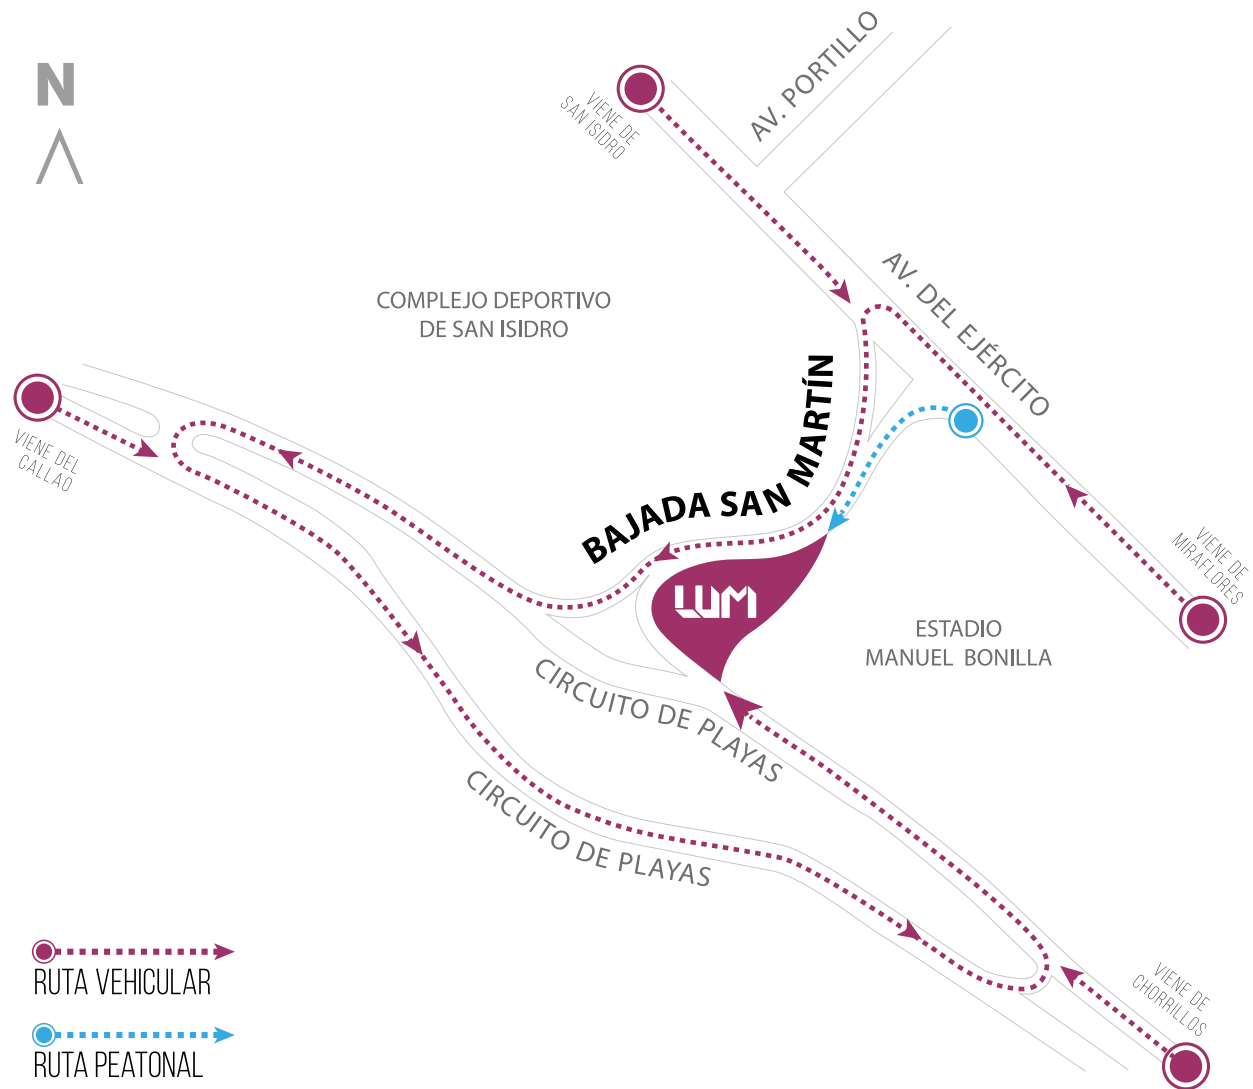 N
AV. PORTILLO
VIENE DE
SAN ISIDRO
AV. DEL EJÉRCITO
COMPLEJO DEPORTIVO
DE SAN ISIDRO
BAJADA SAN MARTÍN
VIENE DEL
CALLAO
VIENE DE
MIRAFLORES
LUM
ESTADIO
MANUEL BONILLA
CIRCUITO DE PLAYAS
CIRCUITO DE PLAYAS
VIENE DE
CHORRILLOS
RUTA VEHICULAR
RUTA PEATONAL